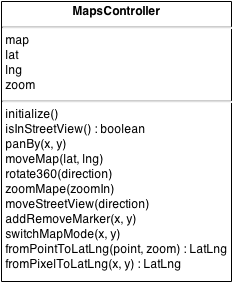 MapsController
map
lat
lng
zoom
initialize()
isInStreetView() : boolean
panBy(x, y)
moveMap(lat, lng)
rotate360(direction)
zoomMape(zoomIn)
moveStreetView(direction)
addRemoveMarker(x, y)
switchMapMode(x, y)
fromPointToLatLng(point, zoom) : LatLng
fromPixelToLatLng(x, y) : LatLng